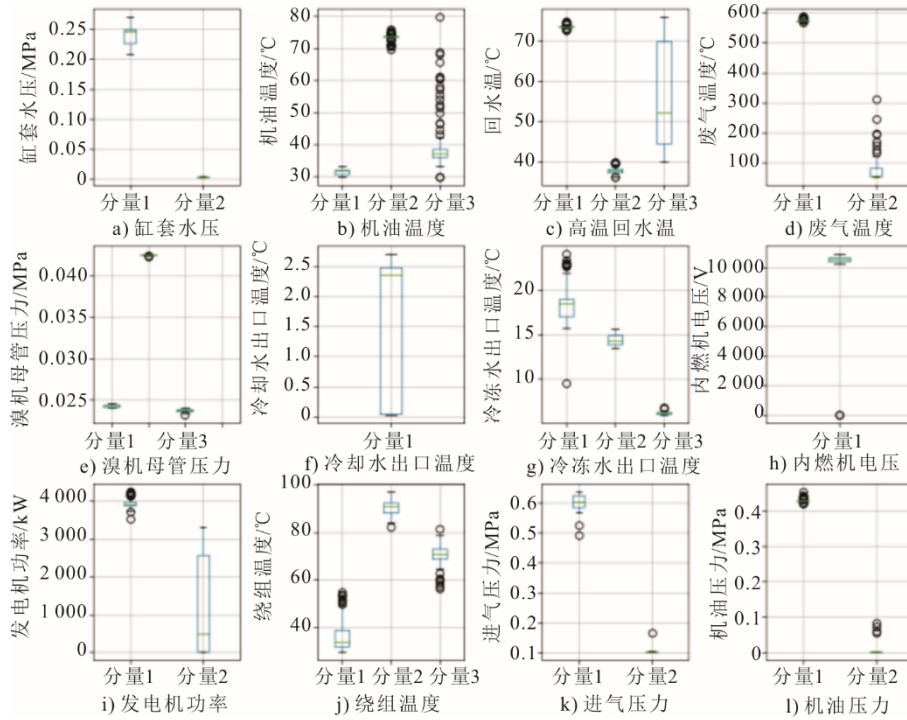 缸套水压/MPa
0.25
0.20
0.15
0.10
0.05
0
分量1 分量2
a) 缸套水压
机油温度/℃
80
70
60
50
40
30
分量1 分量2 分量3
b) 机油温度
回水温/℃
70
60
50
40
分量1 分量2 分量3
c) 高温回水温
废气温度/℃
600
500
400
300
200
100
分量1 分量2
d) 废气温度
溴机母管压力/MPa
0.040
0.035
0.030
0.025
分量1 分量3
e) 溴机母管压力
冷却水出口温度/℃
2.5
2.0
1.5
1.0
0.5
0
分量1
f) 冷却水出口温度
冷冻水出口温度/℃
20
15
10
分量1 分量2 分量3
g) 冷冻水出口温度
内燃机电压/V
10 000
8 000
6 000
4 000
2 000
0
分量1
h) 内燃机电压
发电机功率/kW
4 000
3 000
2 000
1 000
0
分量1 分量2
i) 发电机功率
绕组温度/℃
100
80
60
40
分量1 分量2 分量3
j) 绕组温度
进气压力/MPa
0.6
0.5
0.4
0.3
0.2
0.1
分量1 分量2
k) 进气压力
机油压力/MPa
0.4
0.3
0.2
0.1
0
分量1 分量2
l) 机油压力